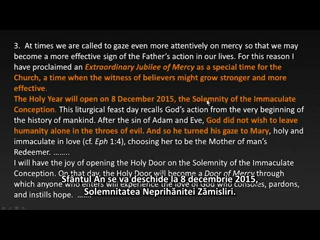 3. At times we are called to gaze even more attentively on mercy so that we may
become a more effective sign of the Father's action in our lives. For this reason I
have proclaimed an Extraordinary Jubilee of Mercy as a special time for the
Church, a time when the witness of believers might grow stronger and more
effective.
The Holy Year will open on 8 December 2015, the Solemnity of the Immaculate
Conception. This liturgical feast day recalls God's action from the very beginning of
the history of mankind. After the sin of Adam and Eve, God did not wish to leave
humanity alone in the throes of evil. And so he turned his gaze to Mary, holy and
immaculate in love (cf. Eph 1:4), choosing her to be the Mother of man's
Redeemer. ........
I will have the joy of opening the Holy Door on the Solemnity of the Immaculate
Conception. On that day, the Holy Door will become a Door of Mercy through
which anyone who enters will experience the love of God who consoles, pardons,
and instills hope. ......
Sfântul An se va deschide la 8 decembrie 2015,
Solemnitatea Neprihănitei Zămisliri.